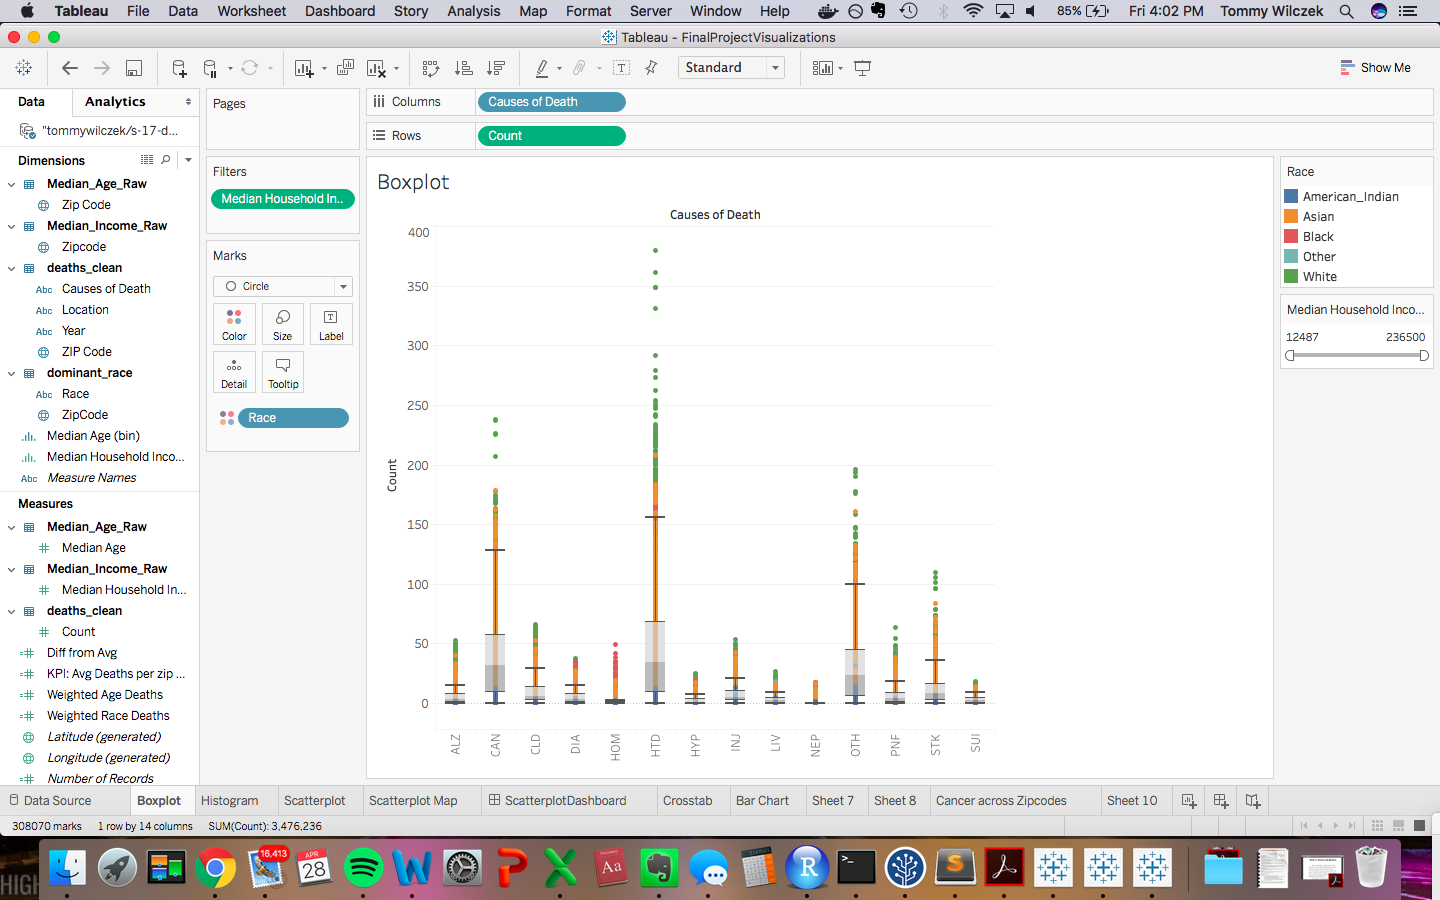 Tableau File Data Worksheet Dashboard Story Analysis Map Format Server Window Help 85% Fri 4:02 PM Tommy Wilczek
Tableau - FinalProjectVisualizations
Standard Show Me
Data Analytics
"tommywilczek/s-17-d...
Dimensions
Median_Age_Raw
Zip Code
Median_Income_Raw
Zipcode
deaths_clean
Abc Causes of Death
Abc Location
Abc Year
ZIP Code
dominant_race
Abc Race
ZipCode
Median Age (bin)
Median Household Inco...
Abc Measure Names
Measures
Median_Age_Raw
Median Age
Median_Income_Raw
Median Household In...
deaths_clean
Count
Diff from Avg
KPI: Avg Deaths per zip ...
Weighted Age Deaths
Weighted Race Deaths
Latitude (generated)
Longitude (generated)
Number of Records
Pages
Filters
Median Household In..
Marks
Circle
Color Size Label
Detail Tooltip
Race
Columns Causes of Death
Rows Count
Boxplot
Causes of Death
400
350
300
250
200
150
100
50
0
Count
ALZ CAN CLD DIA HOM HTD HYP INJ LIV NEP OTH PNF STK SUI
Race
American_Indian
Asian
Black
Other
White
Median Household Inco...
12487 236500
Data Source Boxplot Histogram Scatterplot Scatterplot Map ScatterplotDashboard Crosstab Bar Chart Sheet 7 Sheet 8 Cancer across Zipcodes Sheet 10
308070 marks 1 row by 14 columns SUM(Count): 3,476,236
16,413
APR
28
Aa
R
HIGH